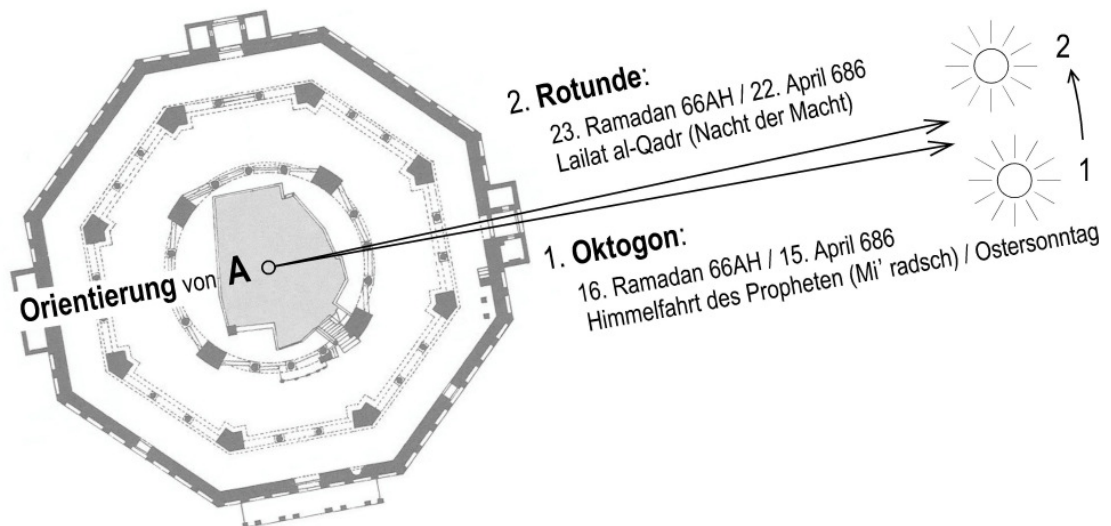 2. Rotunde:
23. Ramadan 66AH / 22. April 686
Lailat al-Qadr (Nacht der Macht)
2
1
1. Oktogon:
16. Ramadan 66AH / 15. April 686
Himmelfahrt des Propheten (Mi' radsch) / Ostersonntag
Orientierung von A